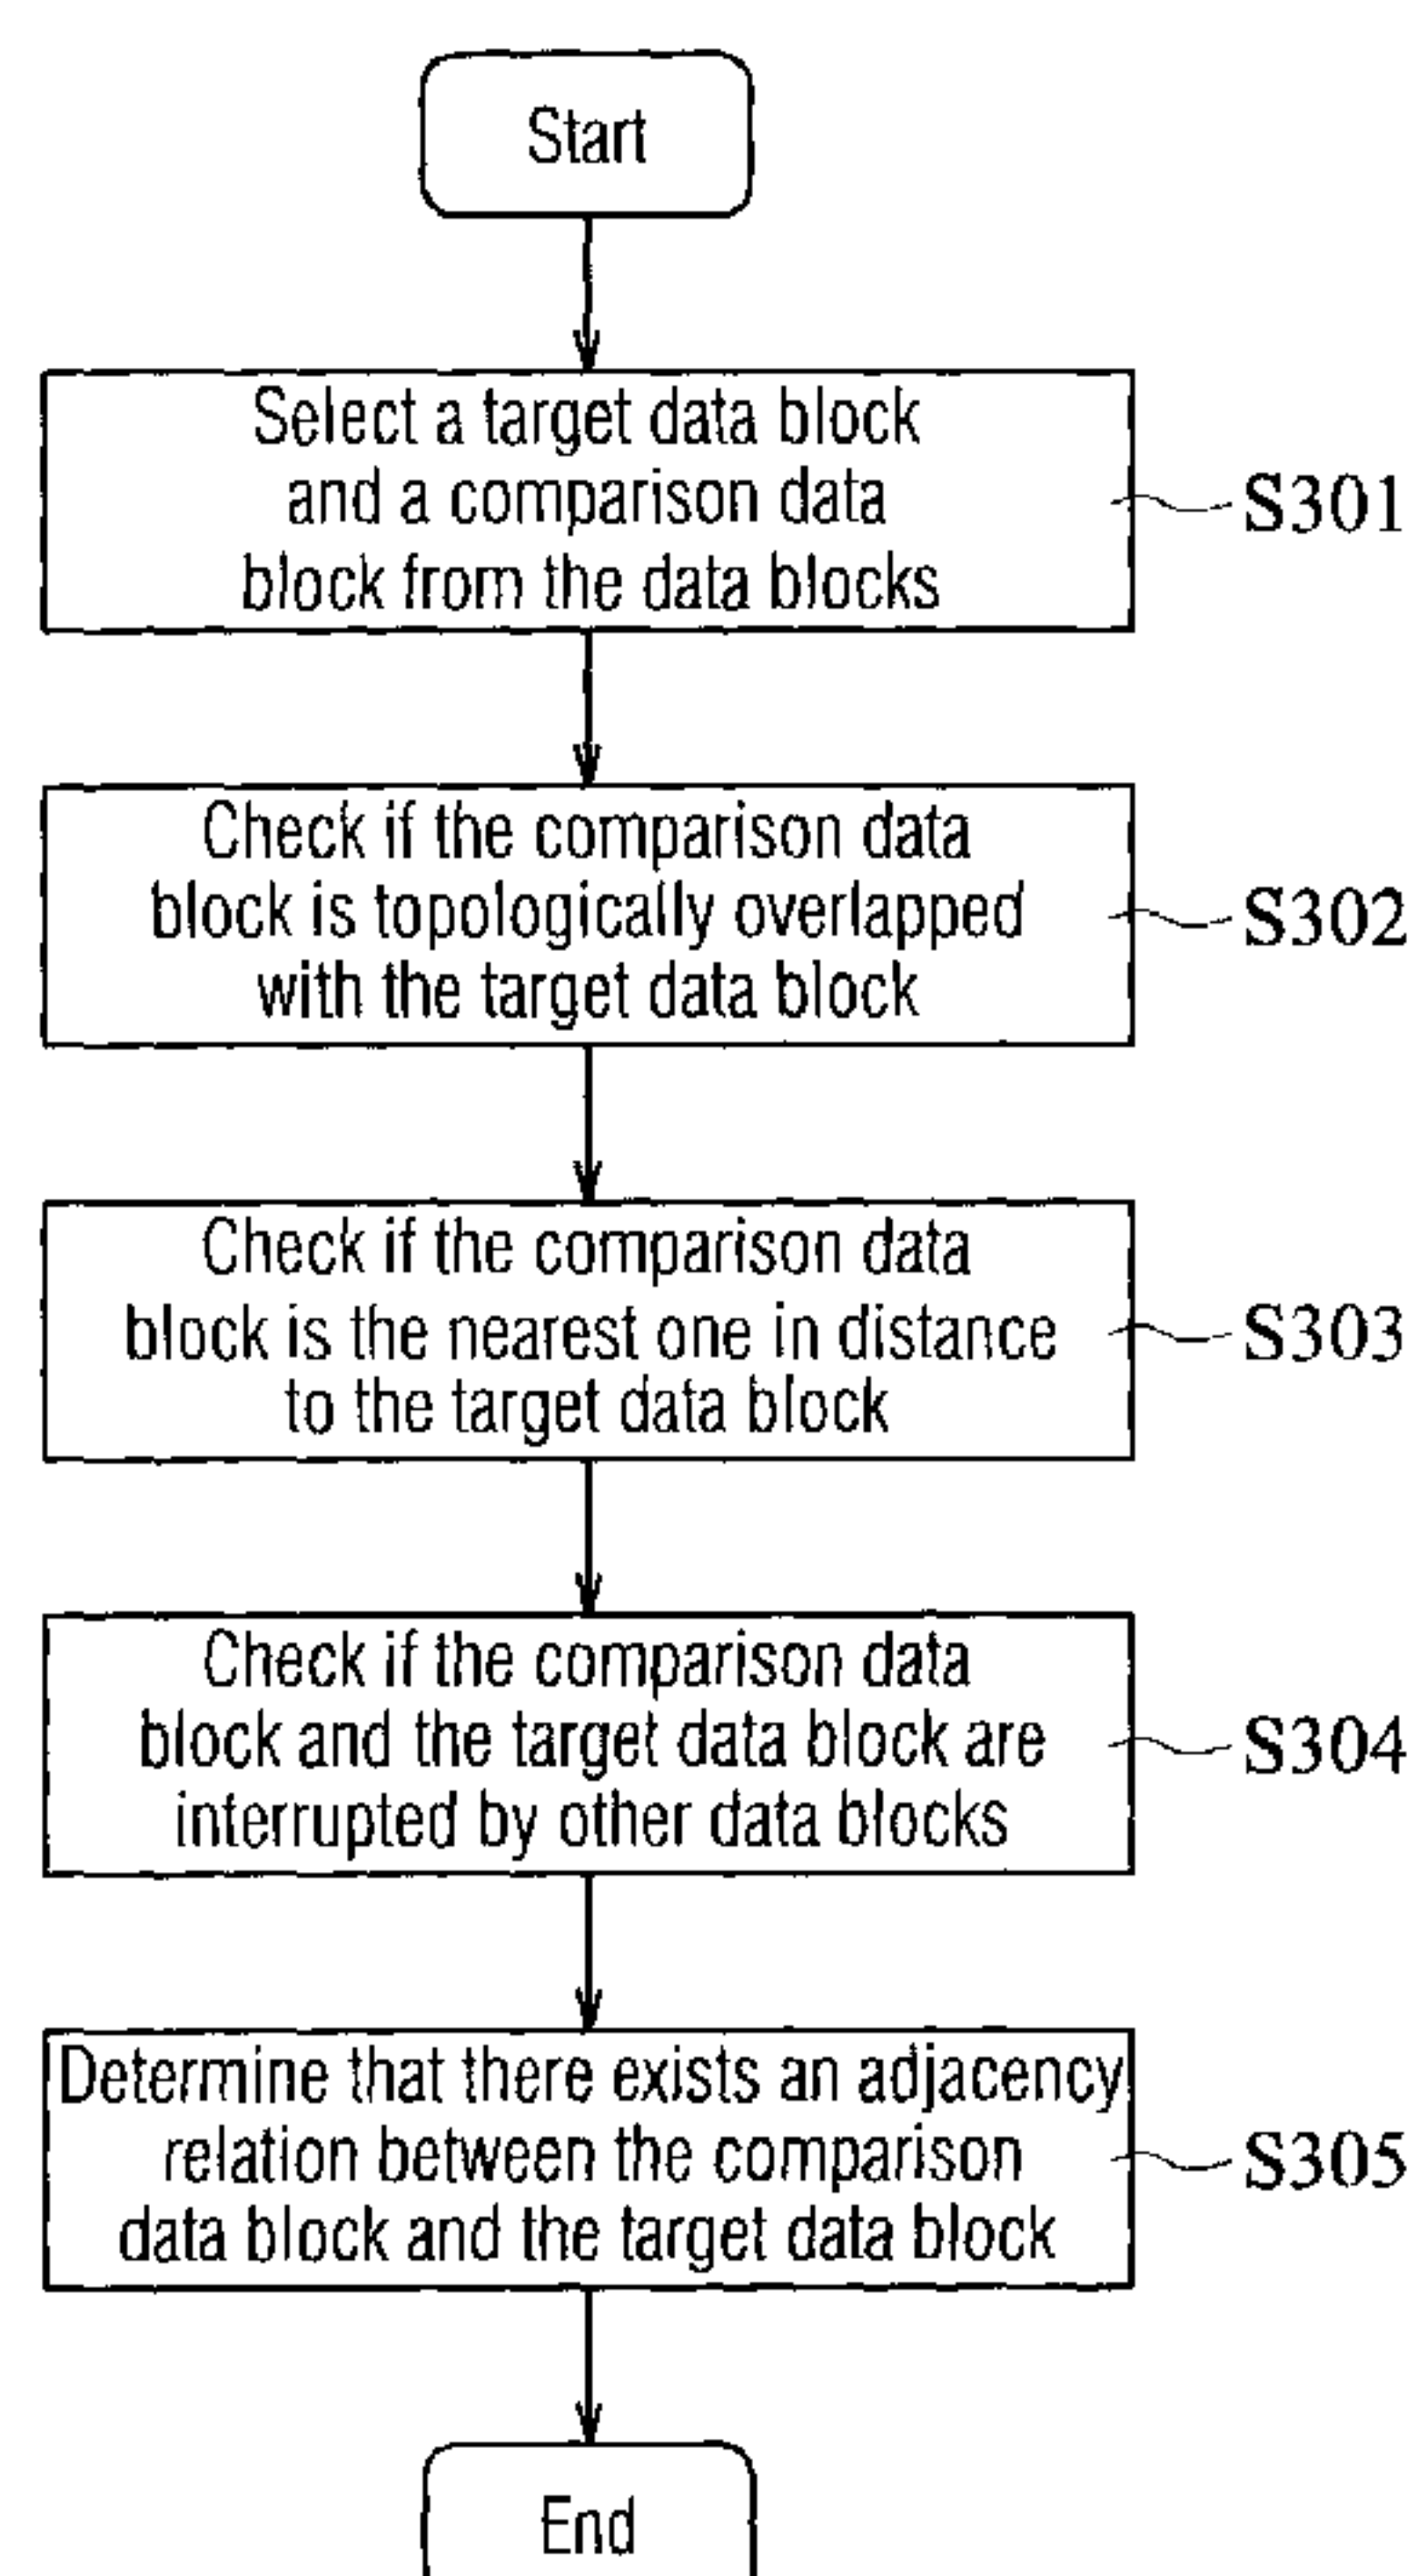 Start
Select a target data block
and a comparison data
block from the data blocks
S301
Check if the comparison data
block is topologically overlapped
with the target data block
S302
Check if the comparison data
block is the nearest one in distance
to the target data block
S303
Check if the comparison data
block and the target data block are
interrupted by other data blocks
S304
Determine that there exists an adjacency
relation between the comparison
data block and the target data block
S305
End